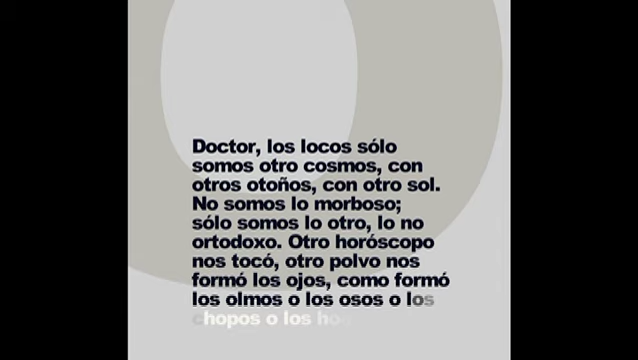 Doctor, los locos sólo
somos otro cosmos, con
otros otoños, con otro sol.
No somos lo morboso;
sólo somos lo otro, lo no
ortodoxo. Otro horóscopo
nos tocó, otro polvo nos
formó los ojos, como formó
los olmos o los osos o los
chopos o los